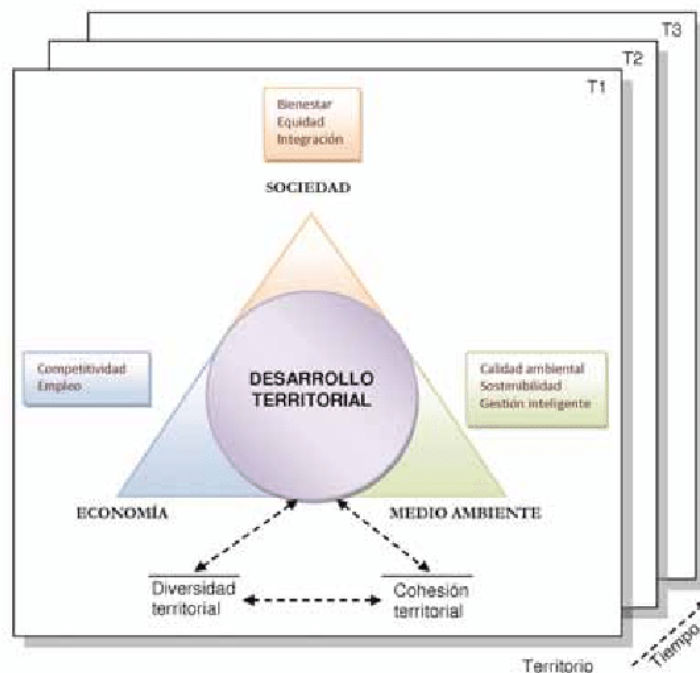 T3
T2
T1
Bienestar
Equidad
Integración
SOCIEDAD
Competitividad
Empleo
DESARROLLO
TERRITORIAL
Calidad ambiental
Sostenibilidad
Gestión inteligente
ECONOMÍA
MEDIO AMBIENTE
Diversidad
territorial
Cohesión
territorial
Territorio
Tiempo